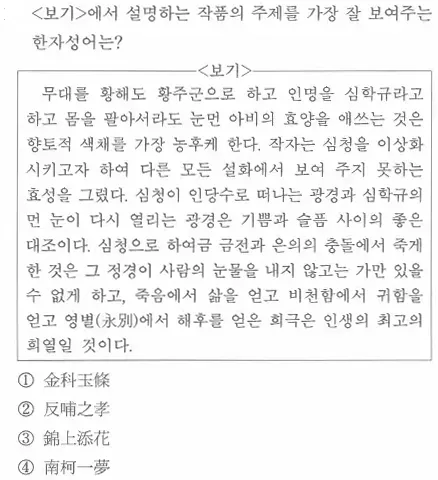 <보기>에서 설명하는 작품의 주제를 가장 잘 보여주는
한자성어는?
<보기>
무대를 황해도 황주군으로 하고 인명을 심학규라고
하고 몸을 팔아서라도 눈먼 아비의 효양을 애쓰는 것은
향토적 색채를 가장 농후케 한다. 작자는 심청을 이상화
시키고자 하여 다른 모든 설화에서 보여 주지 못하는
효성을 그렸다. 심청이 인당수로 떠나는 광경과 심학규의
먼 눈이 다시 열리는 광경은 기쁨과 슬픔 사이의 좋은
대조이다. 심청으로 하여금 금전과 은의의 충돌에서 죽게
한 것은 그 정경이 사람의 눈물을 내지 않고는 가만 있을
수 없게 하고, 죽음에서 삶을 얻고 비천함에서 귀함을
얻고 영별(永別)에서 해후를 얻은 희극은 인생의 최고의
희열일 것이다.
① 金科玉條
② 反哺之孝
③ 錦上添花
④ 南柯一夢